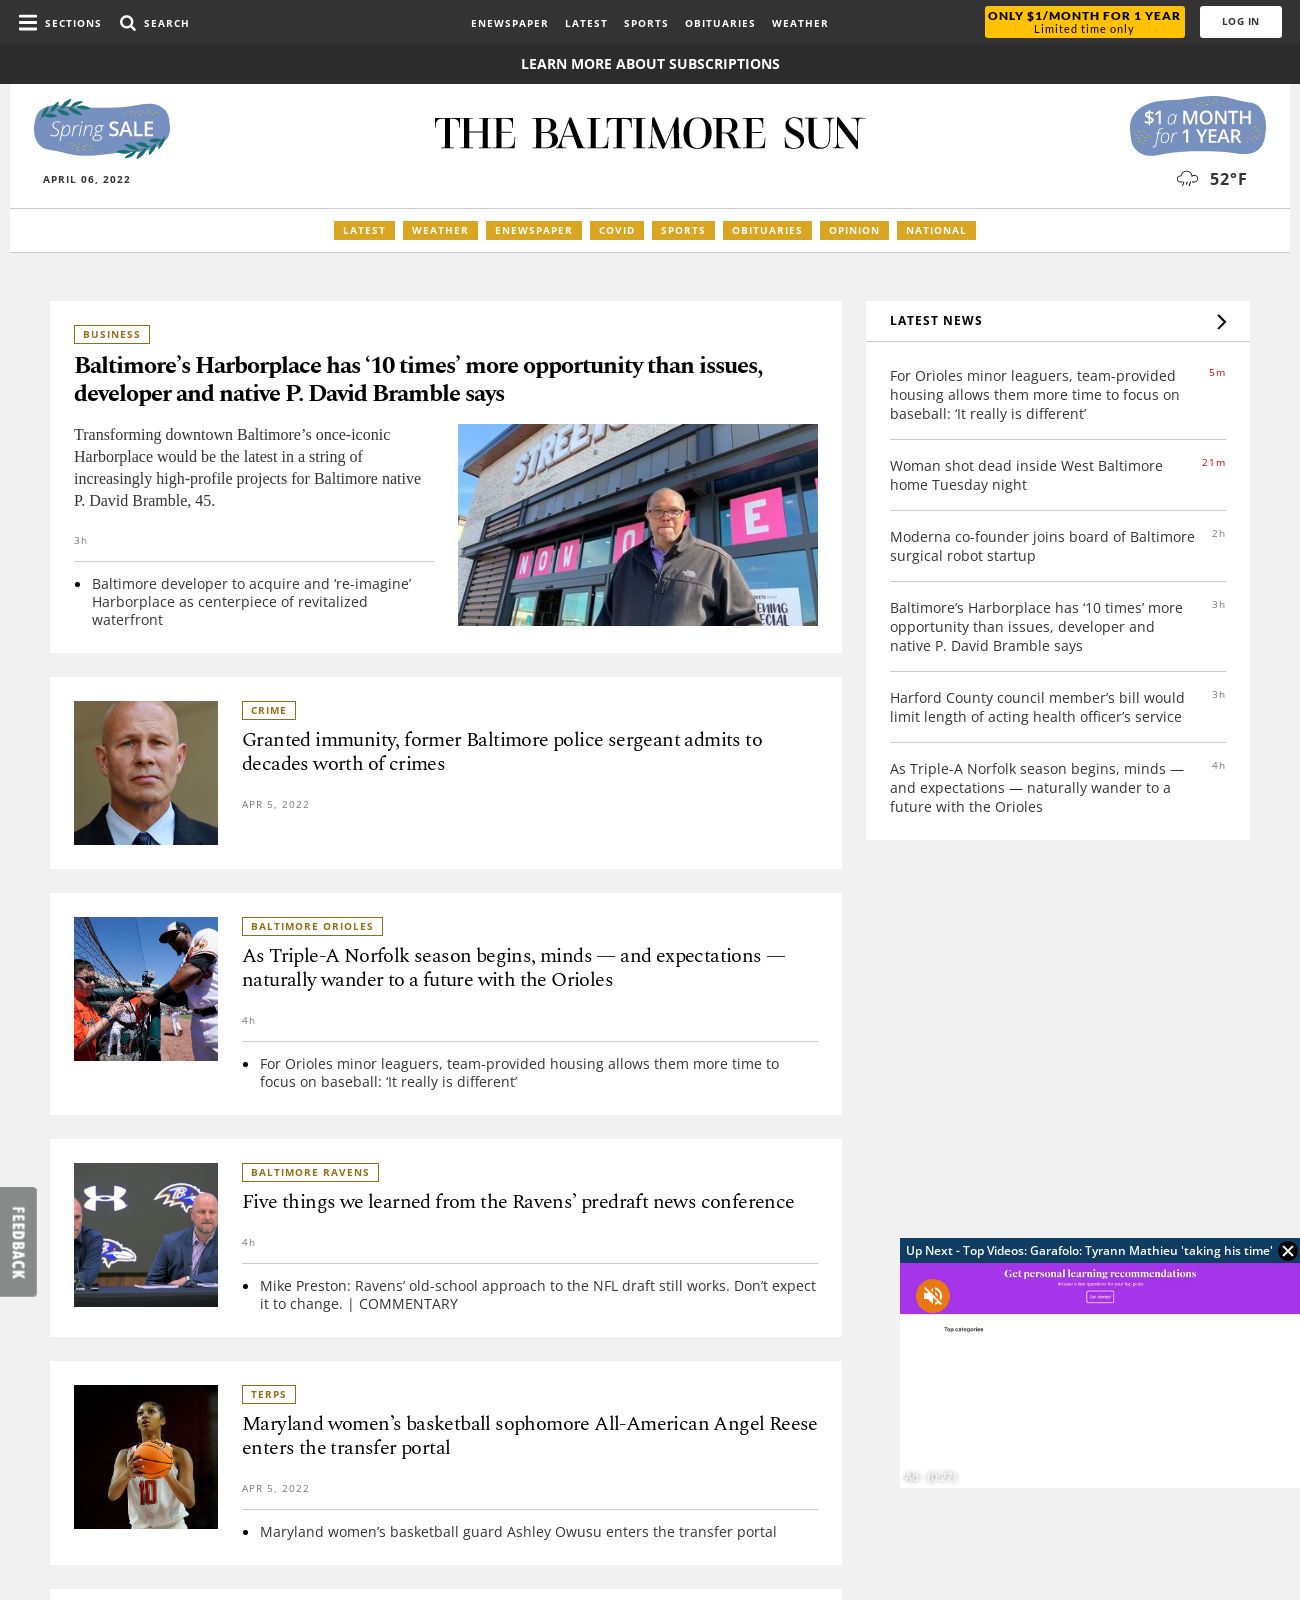 SECTIONS
SEARCH
ENEWSPAPER
LATEST
SPORTS
OBITUARIES
WEATHER
ONLY $1/MONTH FOR 1 YEAR
Limited time only
LOG IN
LEARN MORE ABOUT SUBSCRIPTIONS
Spring SALE
APRIL 06, 2022
THE BALTIMORE SUN
$1 a MONTH
for 1 YEAR
52°F
LATEST
WEATHER
ENEWSPAPER
COVID
SPORTS
OBITUARIES
OPINION
NATIONAL
BUSINESS
Baltimore’s Harborplace has ‘10 times’ more opportunity than issues,
developer and native P. David Bramble says
Transforming downtown Baltimore’s once-iconic
Harborplace would be the latest in a string of
increasingly high-profile projects for Baltimore native
P. David Bramble, 45.
3h
Baltimore developer to acquire and ‘re-imagine’
Harborplace as centerpiece of revitalized
waterfront
STREETS
NOW O E
CRIME
Granted immunity, former Baltimore police sergeant admits to
decades worth of crimes
APR 5, 2022
BALTIMORE ORIOLES
As Triple-A Norfolk season begins, minds — and expectations —
naturally wander to a future with the Orioles
4h
For Orioles minor leaguers, team-provided housing allows them more time to
focus on baseball: ‘It really is different’
BALTIMORE RAVENS
Five things we learned from the Ravens’ predraft news conference
4h
Mike Preston: Ravens’ old-school approach to the NFL draft still works. Don’t expect
it to change. | COMMENTARY
TERPS
10
Maryland women’s basketball sophomore All-American Angel Reese
enters the transfer portal
APR 5, 2022
Maryland women’s basketball guard Ashley Owusu enters the transfer portal
LATEST NEWS
For Orioles minor leaguers, team-provided
housing allows them more time to focus on
baseball: ‘It really is different’
5m
Woman shot dead inside West Baltimore
home Tuesday night
21m
Moderna co-founder joins board of Baltimore
surgical robot startup
2h
Baltimore’s Harborplace has ‘10 times’ more
opportunity than issues, developer and
native P. David Bramble says
3h
Harford County council member’s bill would
limit length of acting health officer’s service
3h
As Triple-A Norfolk season begins, minds —
and expectations — naturally wander to a
future with the Orioles
4h
FEEDBACK
Up Next - Top Videos: Garafolo: Tyrann Mathieu 'taking his time'
Get personal learning recommendations
Answer a few questions for your top picks
Get started
Top categories
Ad · (0:27)